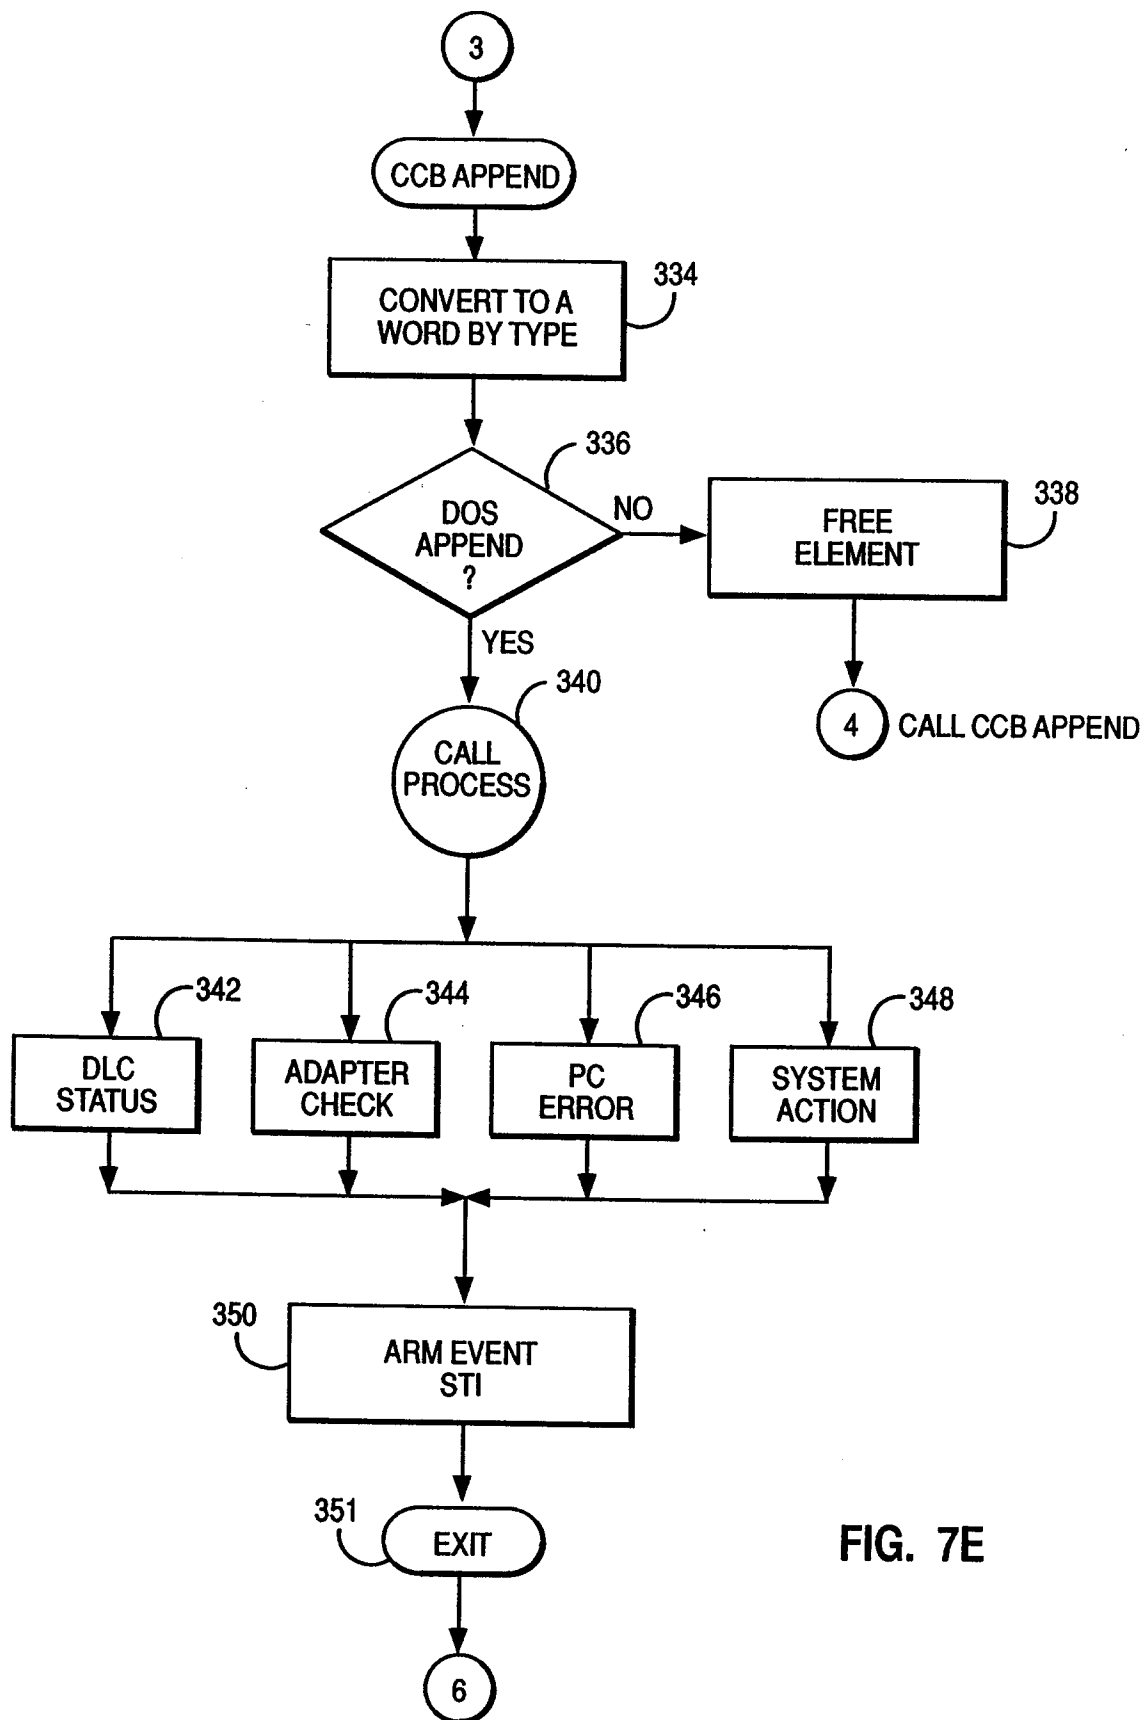 3
CCB APPEND
334
CONVERT TO A
WORD BY TYPE
336
DOS
APPEND
?
NO
338
FREE
ELEMENT
YES
340
4 CALL CCB APPEND
CALL
PROCESS
342
344
346
348
DLC
STATUS
ADAPTER
CHECK
PC
ERROR
SYSTEM
ACTION
350
ARM EVENT
STI
351
EXIT
FIG. 7E
6